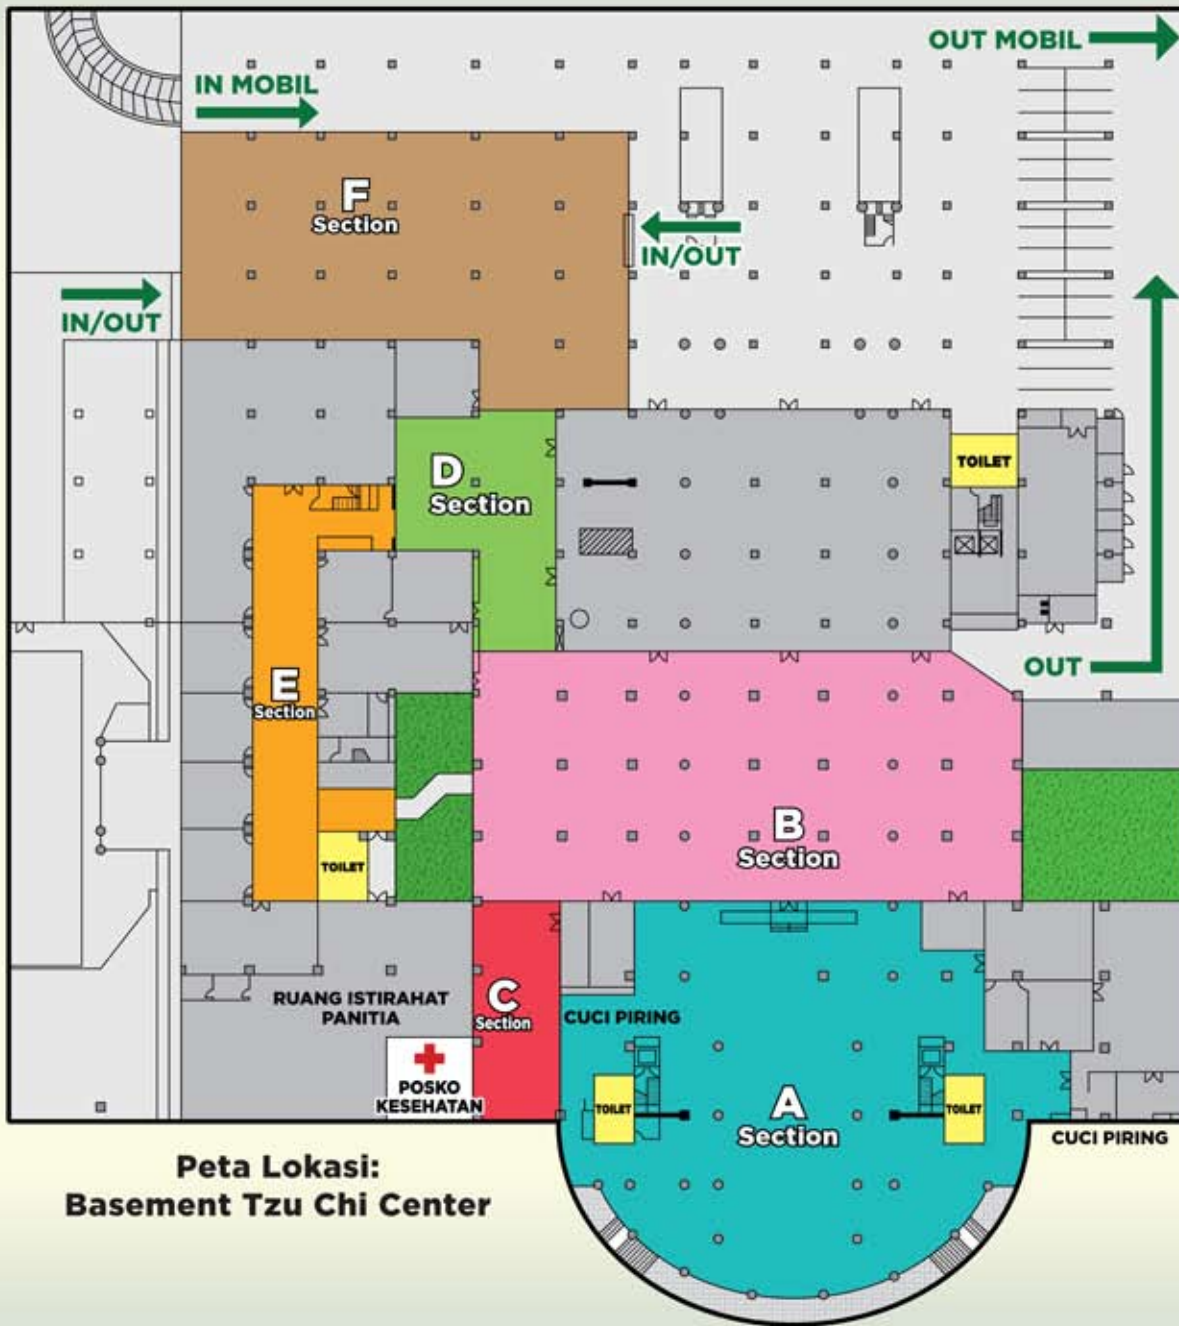 OUT MOBIL
IN MOBIL
F
Section
IN/OUT
IN/OUT
D
Section
TOILET
E
Section
OUT
B
Section
TOILET
RUANG ISTIRAHAT
PANITIA
C
Section
CUCI PIRING
POSKO
KESEHATAN
TOILET
A
Section
TOILET
CUCI PIRING
Peta Lokasi:
Basement Tzu Chi Center